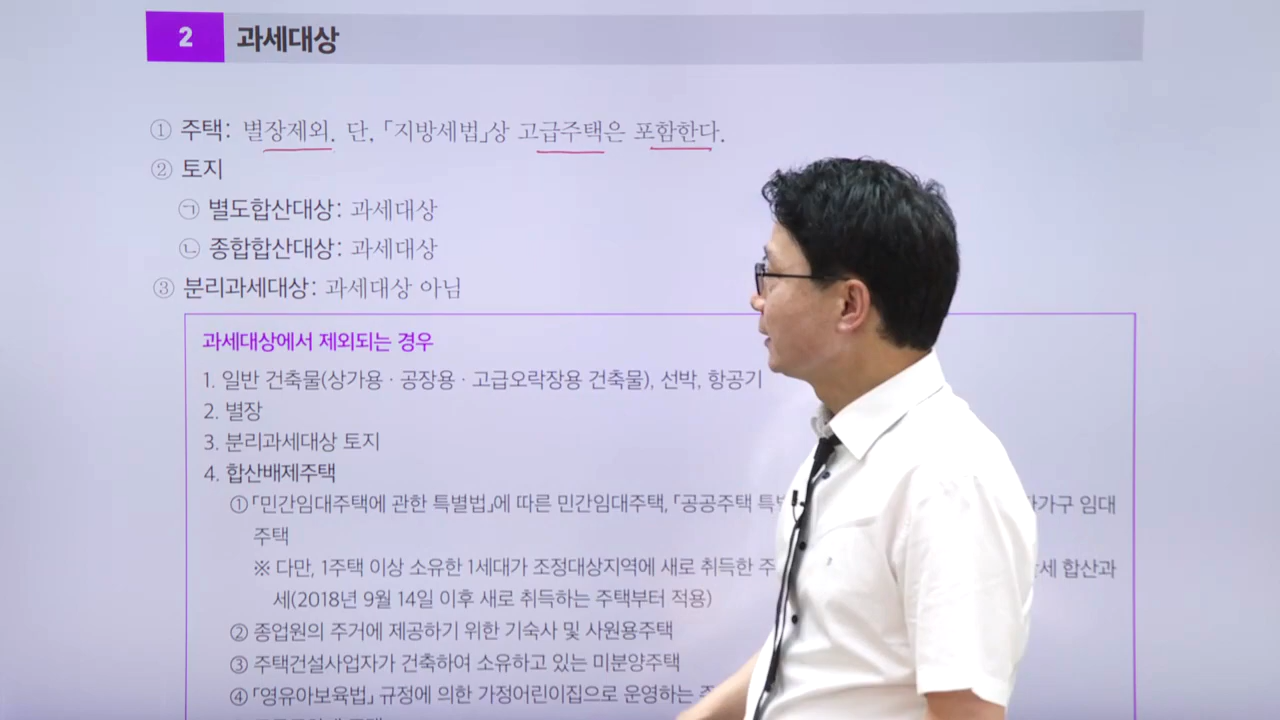 2 과세대상
① 주택: 별장제외. 단, 「지방세법」상 고급주택은 포함한다.
② 토지
㉠ 별도합산대상: 과세대상
㉡ 종합합산대상: 과세대상
③ 분리과세대상: 과세대상 아님
과세대상에서 제외되는 경우
1. 일반 건축물(상가용·공장용·고급오락장용 건축물), 선박, 항공기
2. 별장
3. 분리과세대상 토지
4. 합산배제주택
①「민간임대주택에 관한 특별법」에 따른 민간임대주택, 「공공주택 임대
주택
※ 다만, 1주택 이상 소유한 1세대가 조정대상지역에 새로 취득한 합산과
세(2018년 9월 14일 이후 새로 취득하는 주택부터 적용)
② 종업원의 주거에 제공하기 위한 기숙사 및 사원용주택
③ 주택건설사업자가 건축하여 소유하고 있는 미분양주택
④「영유아보육법」 규정에 의한 가정어린이집으로 운영하는